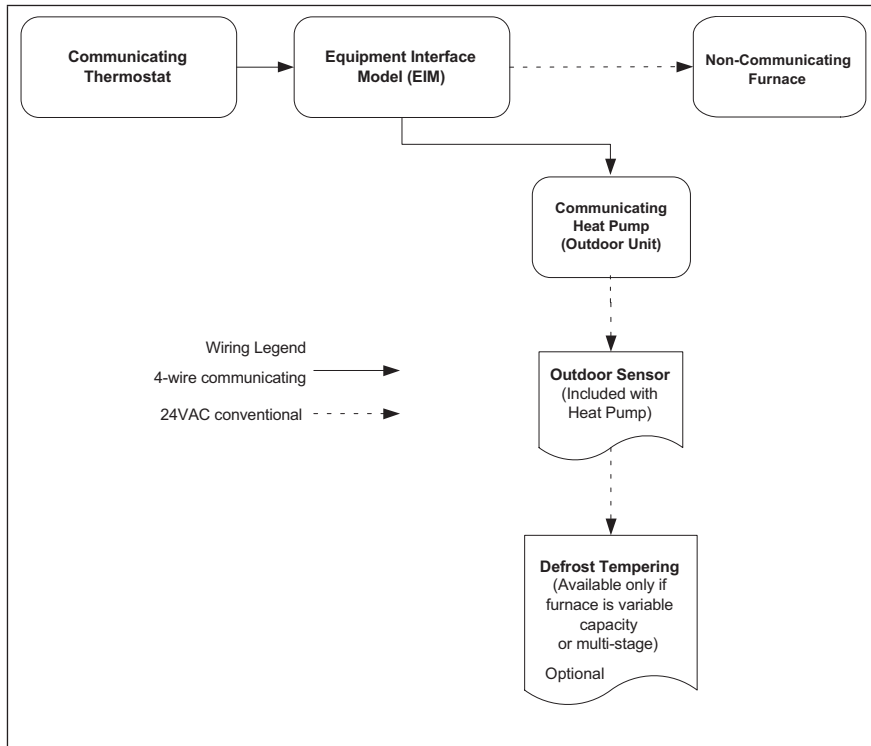 Communicating
Thermostat
Equipment Interface
Model (EIM)
Non-Communicating
Furnace
Communicating
Heat Pump
(Outdoor Unit)
Wiring Legend
4-wire communicating
24VAC conventional
Outdoor Sensor
(Included with
Heat Pump)
Defrost Tempering
(Available only if
furnace is variable
capacity
or multi-stage)
Optional